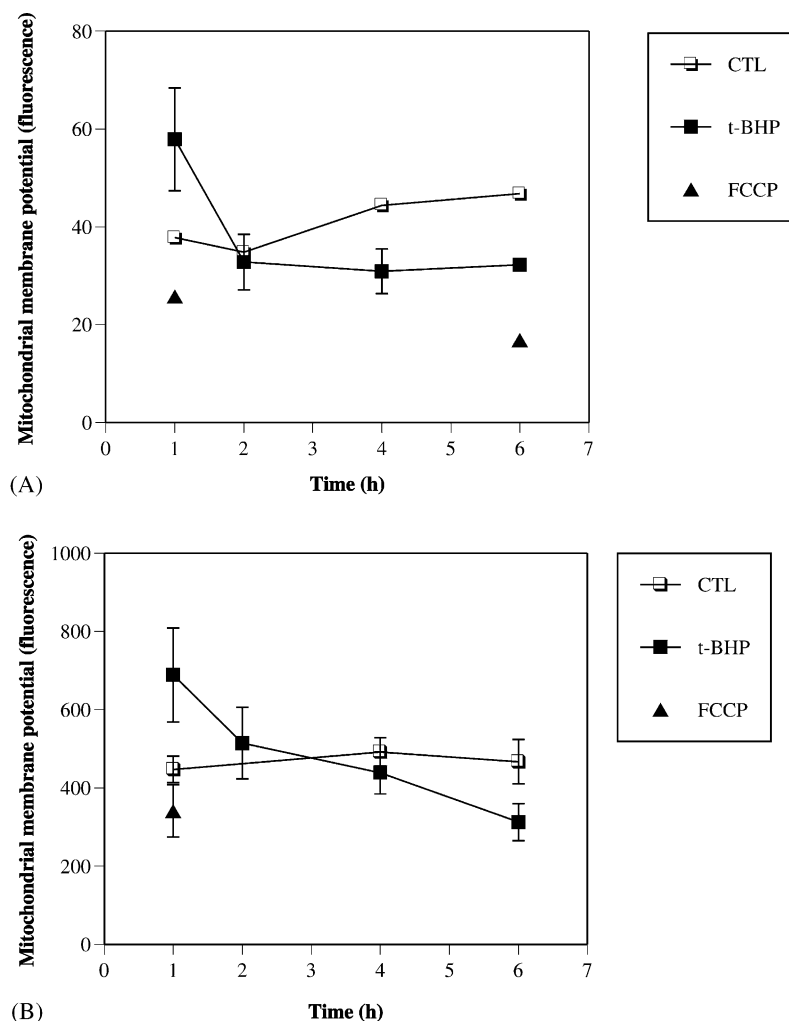 Mitochondrial membrane potential (fluorescence)
80
60
40
20
0
0 1 2 3 4 5 6 7
Time (h)
(A)
CTL
t-BHP
FCCP
Mitochondrial membrane potential (fluorescence)
1000
800
600
400
200
0
0 1 2 3 4 5 6 7
Time (h)
(B)
CTL
t-BHP
FCCP